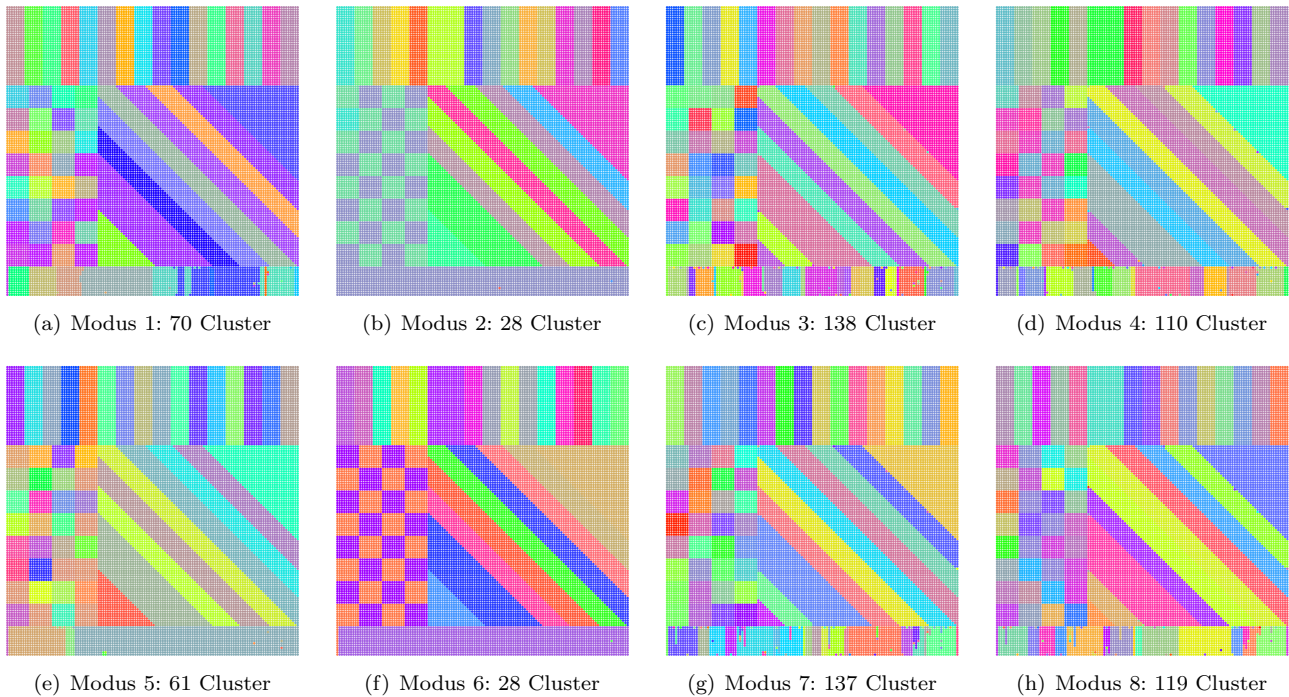 (a) Modus 1: 70 Cluster
(b) Modus 2: 28 Cluster
(c) Modus 3: 138 Cluster
(d) Modus 4: 110 Cluster
(e) Modus 5: 61 Cluster
(f) Modus 6: 28 Cluster
(g) Modus 7: 137 Cluster
(h) Modus 8: 119 Cluster